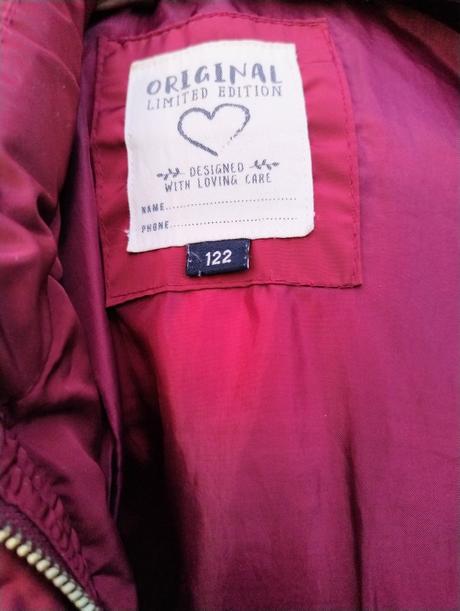 ORIGINAL
LIMITED EDITION
DESIGNED
WITH LOVING CARE
NAME..............................
PHONE..............................
122